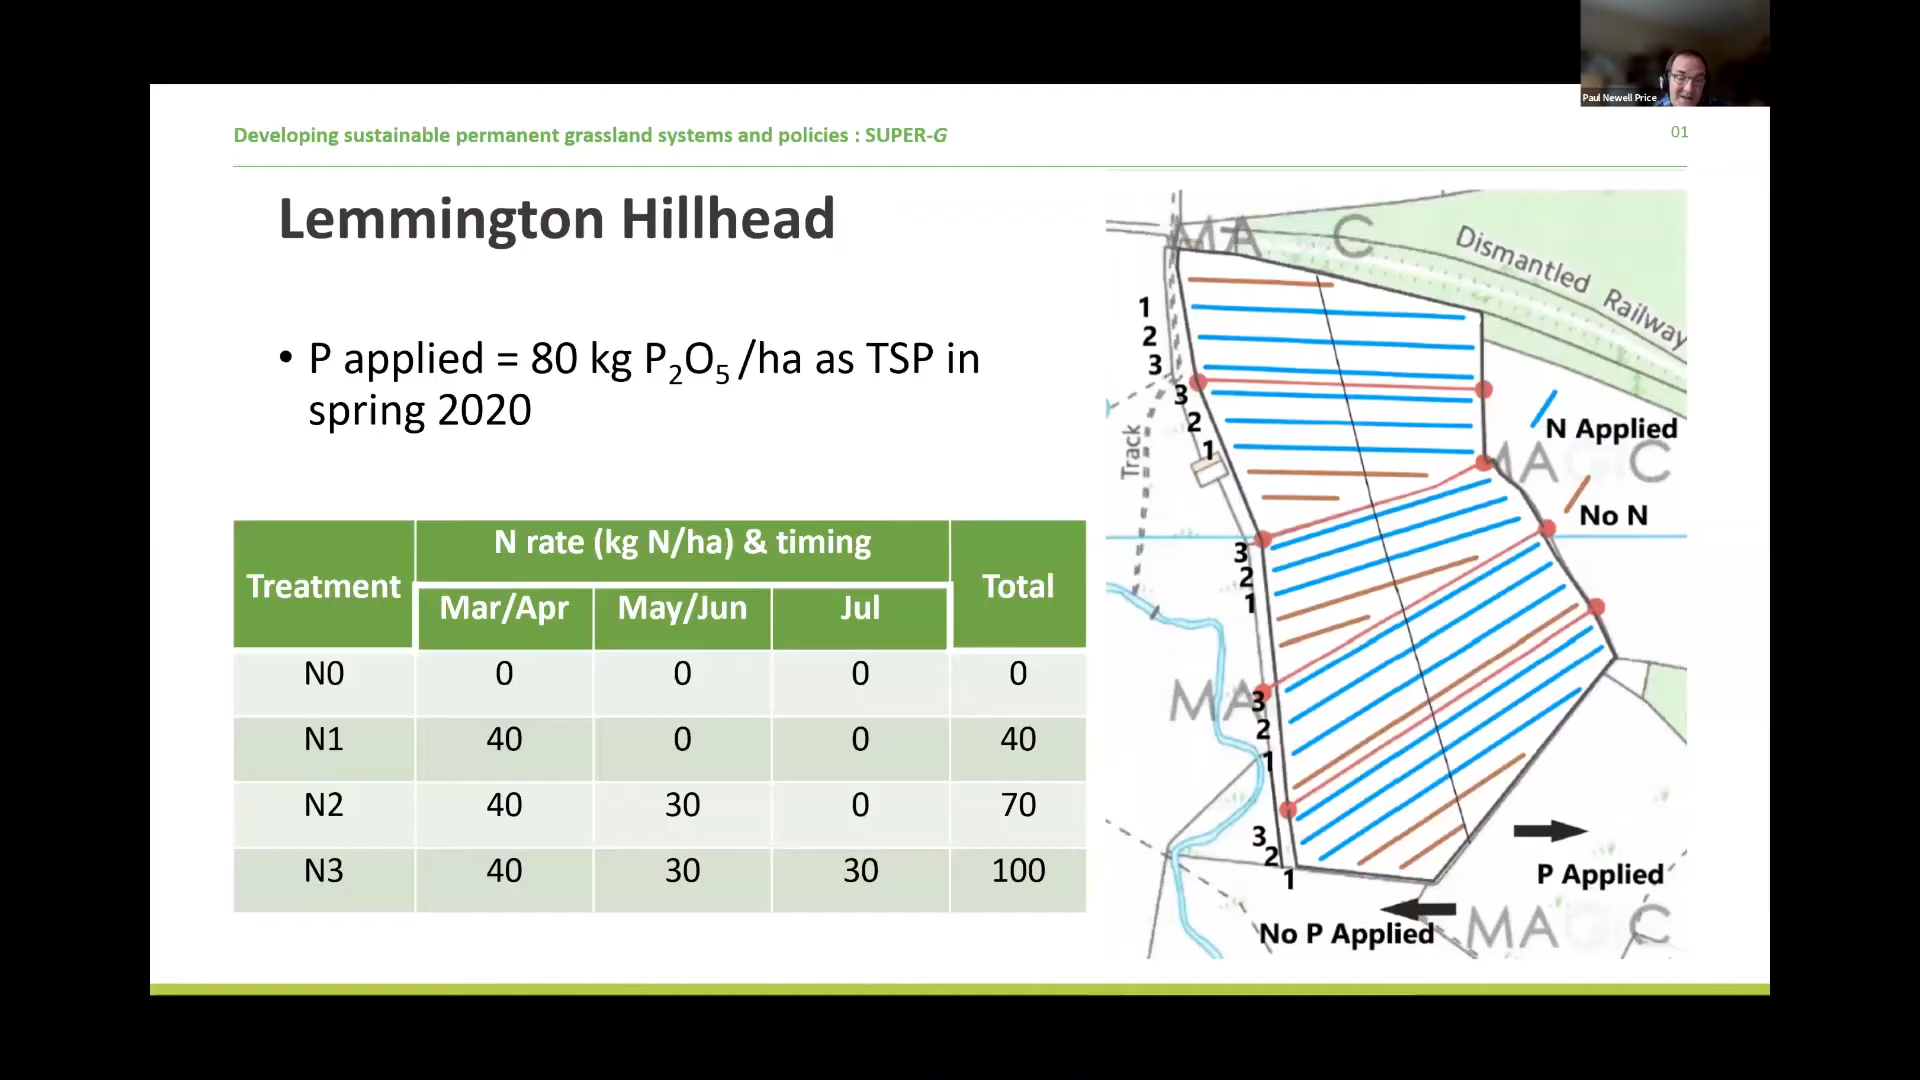 Paul Newell Price
Developing sustainable permanent grassland systems and policies : SUPER-G
01
Lemmington Hillhead
• P applied = 80 kg P₂O₅ /ha as TSP in
spring 2020
Treatment
N rate (kg N/ha) & timing
Total
Mar/Apr May/Jun Jul
N0 0 0 0 0
N1 40 0 0 40
N2 40 30 0 70
N3 40 30 30 100
MA C
Dismantled Railway
1
2
3
3
2
1
Track
N Applied
MAGIC
No N
3
2
1
MA
3
2
1
3
2
1
P Applied
No P Applied
MAGIC